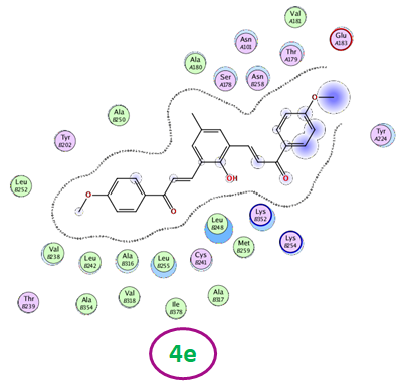 Val
A181
Glu
A183
Asn
A101
Thr
A179
Ala
A180
Ser
A178
Asn
B258
Tyr
A224
Ala
B250
Tyr
B202
Leu
B252
O
O
O
OH
O
Leu
B248
Lys
B352
Lys
B254
Val
B238
Leu
B242
Ala
B316
Leu
B255
Cys
B241
Met
B259
Thr
B239
Ala
B354
Val
B318
Ile
B378
Ala
B317
4e